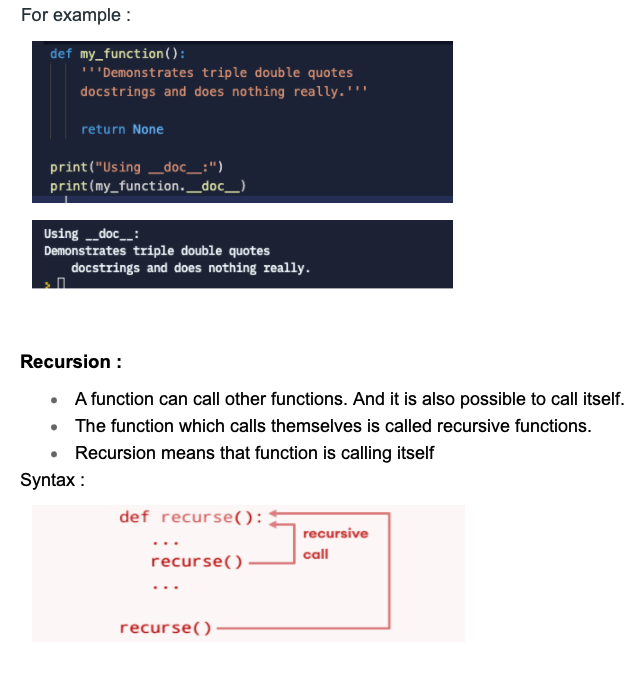 For example :
def my_function():
'''Demonstrates triple double quotes
docstrings and does nothing really.'''
return None
print("Using __doc__:")
print(my_function.__doc__)
Using __doc__:
Demonstrates triple double quotes
docstrings and does nothing really.
Recursion :
• A function can call other functions. And it is also possible to call itself.
• The function which calls themselves is called recursive functions.
• Recursion means that function is calling itself
Syntax :
def recurse():
...
recursive
call
recurse()
...
recurse()